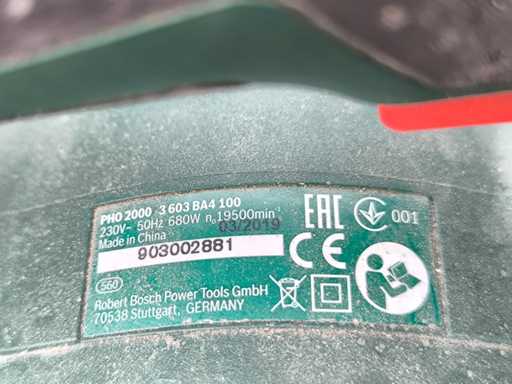 PHO 2000 3 603 BA4 100
230V~ 50Hz 680W n₀19500min⁻¹
Made in China 03/2019
903002881
560
Robert Bosch Power Tools GmbH
70538 Stuttgart, GERMANY
EAC
001
CE